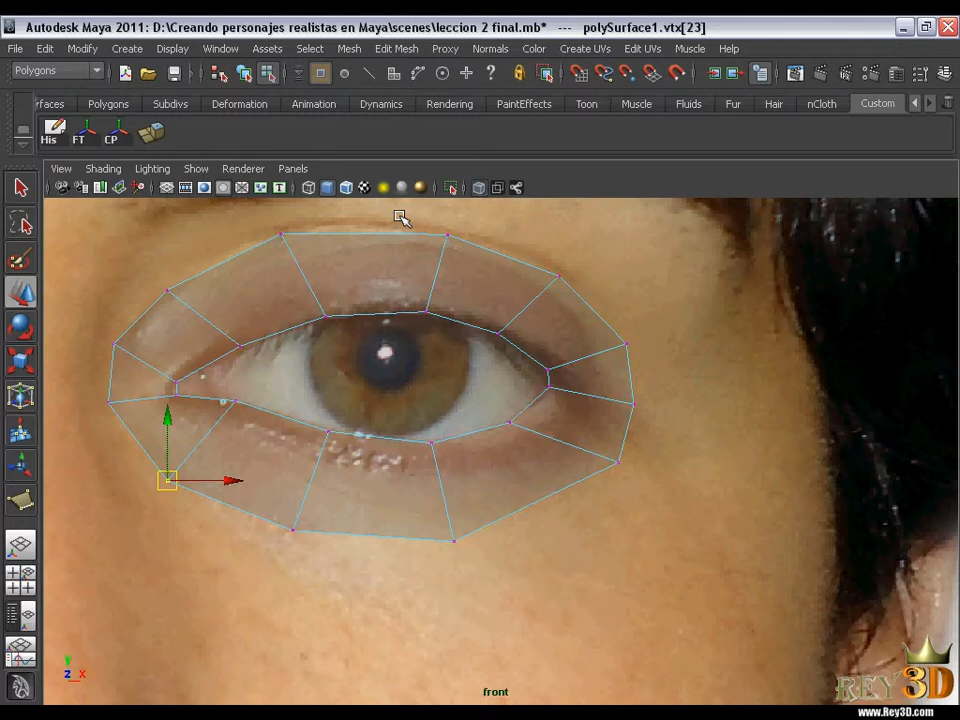 Autodesk Maya 2011: D:\Creando personajes realistas en Maya\scenes\leccion 2 final.mb*   ---   polySurface1.vtx[23]
File Edit Modify Create Display Window Assets Select Mesh Edit Mesh Proxy Normals Color Create UVs Edit UVs Muscle Help
Polygons
rfaces Polygons Subdivs Deformation Animation Dynamics Rendering PaintEffects Toon Muscle Fluids Fur Hair nCloth Custom
His FT CP
View Shading Lighting Show Renderer Panels
y
z x
front
REY3D
www.Rey3D.com